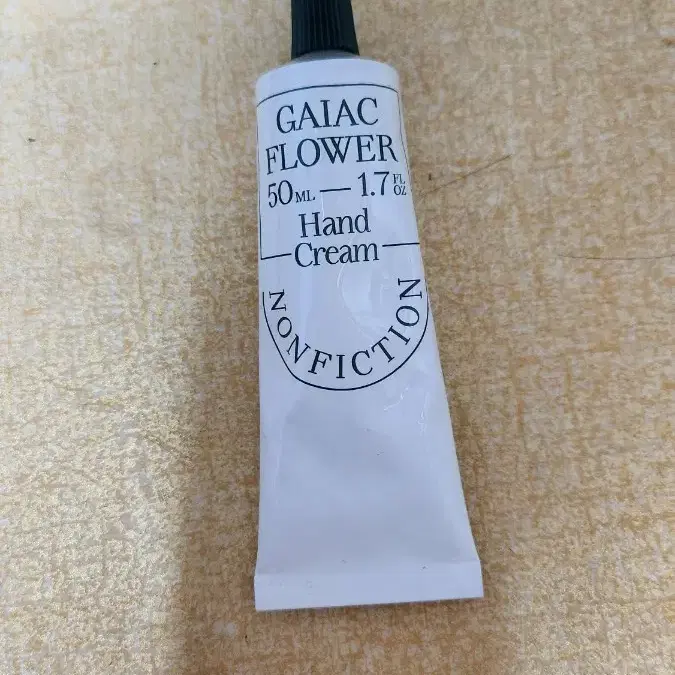 GAIAC
FLOWER
50ML — 1.7 FL OZ
Hand
Cream
NONFICTION